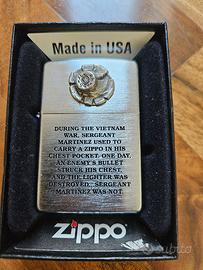 Made in USA
DURING THE VIETNAM
WAR, SERGEANT
MARTINEZ USED TO
CARRY A ZIPPO IN HIS
CHEST POCKET. ONE DAY,
AN ENEMY'S BULLET
STRUCK HIS CHEST,
AND THE LIGHTER WAS
DESTROYED... SERGEANT
MARTINEZ WAS NOT.
zippo
subito